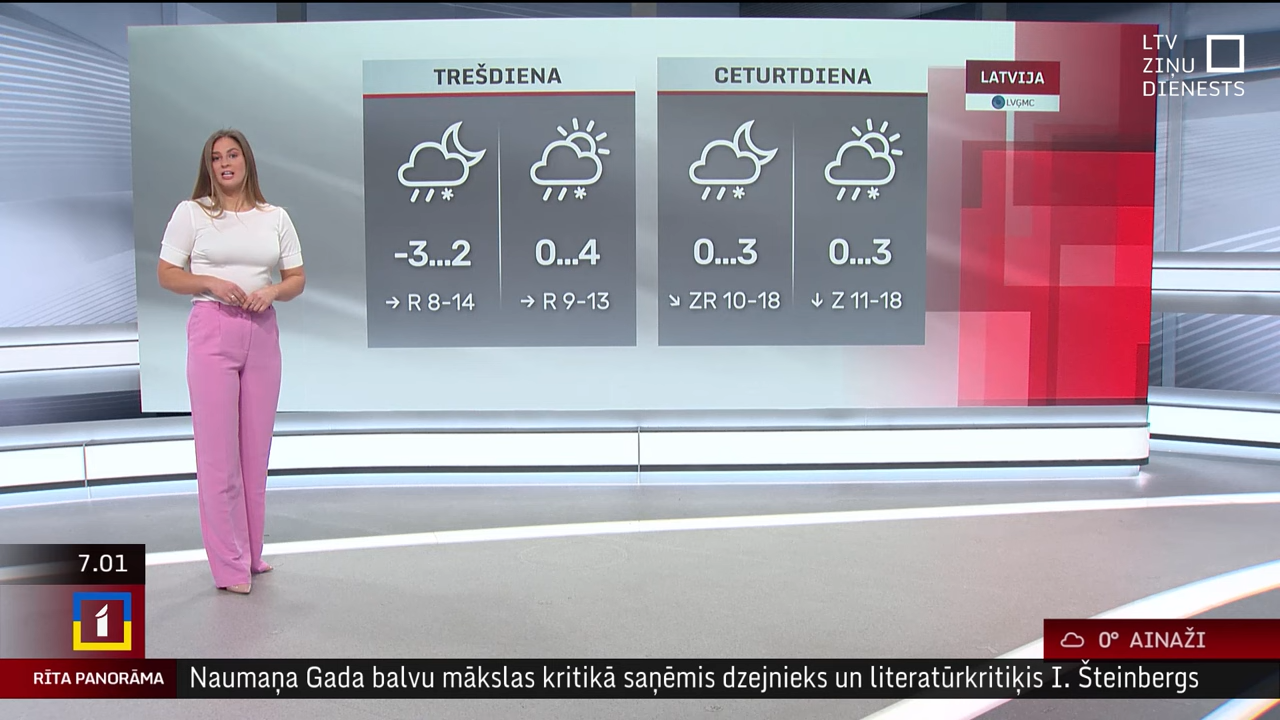 LTV
ZIŅU
DIENESTS
TREŠDIENA
CETURTDIENA
LATVIJA
LVĢMC
-3...2
0...4
0...3
0...3
→ R 8-14
→ R 9-13
↘ ZR 10-18
↓ Z 11-18
7.01
1
0° AINAŽI
RĪTA PANORĀMA
Naumaņa Gada balvu mākslas kritikā saņēmis dzejnieks un literatūrkritiķis I. Šteinbergs